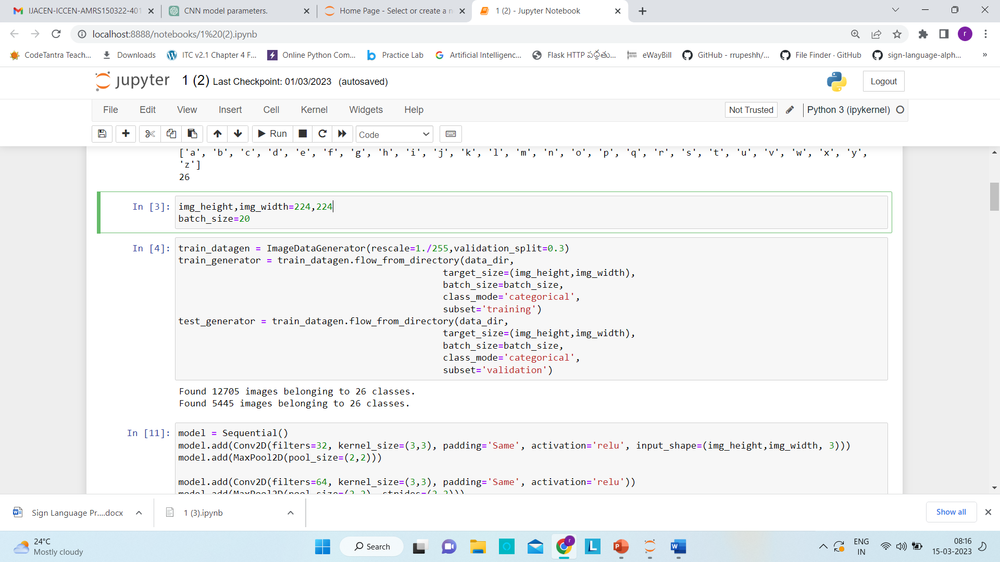 IJACEN-ICCEN-AMRS150322-401
CNN model parameters.
Home Page - Select or create a n
1 (2) - Jupyter Notebook
localhost:8888/notebooks/1%20(2).ipynb
r
CodeTantra Teach...
Downloads
ITC v2.1 Chapter 4 F...
Online Python Com...
Practice Lab
Artificial Intelligenc...
Flask HTTP పద్ధతు...
eWayBill
GitHub - rrupeshh/...
File Finder · GitHub
sign-language-alph...
»
jupyter 1 (2) Last Checkpoint: 01/03/2023 (autosaved)
Logout
File Edit View Insert Cell Kernel Widgets Help
Not Trusted
Python 3 (ipykernel)
Run
Code
['a', 'b', 'c', 'd', 'e', 'f', 'g', 'h', 'i', 'j', 'k', 'l', 'm', 'n', 'o', 'p', 'q', 'r', 's', 't', 'u', 'v', 'w', 'x', 'y',
'z']
26
In [3]: img_height,img_width=224,224
batch_size=20
In [4]: train_datagen = ImageDataGenerator(rescale=1./255,validation_split=0.3)
train_generator = train_datagen.flow_from_directory(data_dir,
target_size=(img_height,img_width),
batch_size=batch_size,
class_mode='categorical',
subset='training')
test_generator = train_datagen.flow_from_directory(data_dir,
target_size=(img_height,img_width),
batch_size=batch_size,
class_mode='categorical',
subset='validation')
Found 12705 images belonging to 26 classes.
Found 5445 images belonging to 26 classes.
In [11]: model = Sequential()
model.add(Conv2D(filters=32, kernel_size=(3,3), padding='Same', activation='relu', input_shape=(img_height,img_width, 3)))
model.add(MaxPool2D(pool_size=(2,2)))
model.add(Conv2D(filters=64, kernel_size=(3,3), padding='Same', activation='relu'))
model.add(MaxPool2D(pool_size=(2,2), strides=(2,2)))
Sign Language Pr....docx
1 (3).ipynb
Show all
24°C
Mostly cloudy
Search
r
L
P
W
ENG
IN
08:16
15-03-2023